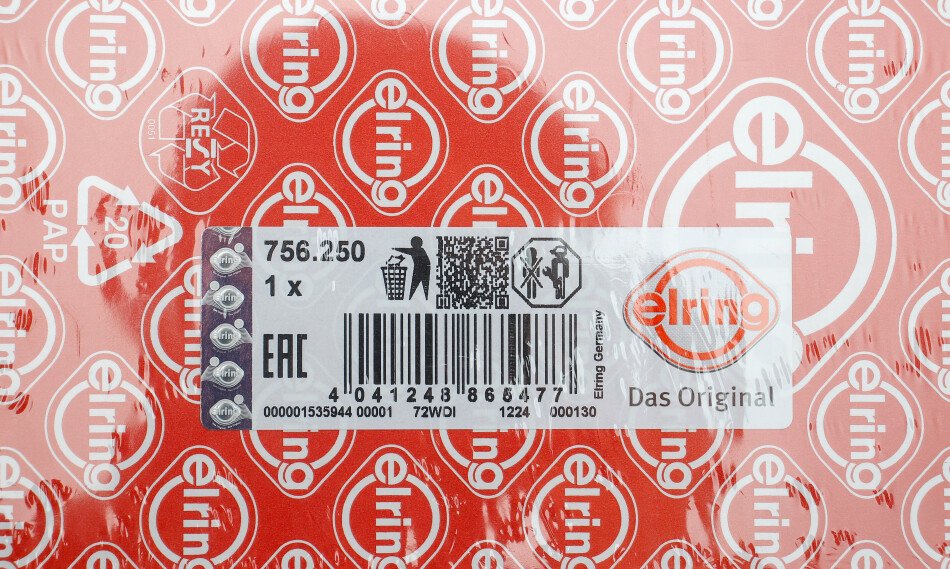 elring
RESY
0051
20
PAP
756.250
1 x
EAC
4 041248 865477
Elring Germany
000001535944 00001 72WDI 1224 000130
elring
Das Original